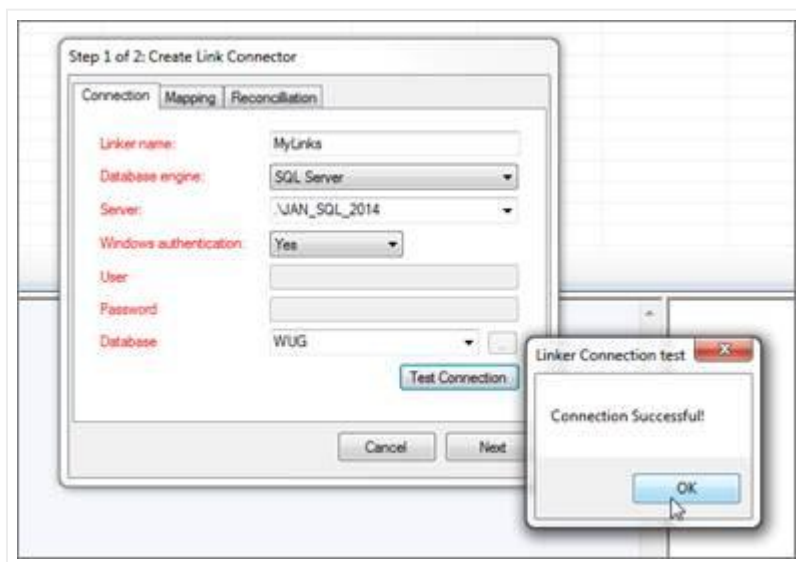 Step 1 of 2: Create Link Connector
Connection Mapping Reconciliation
Linker name: MyLinks
Database engine: SQL Server
Server: .\JAN_SQL_2014
Windows authentication: Yes
User
Password
Database WUG ...
Test Connection
Cancel Next
Linker Connection test
Connection Successful!
OK